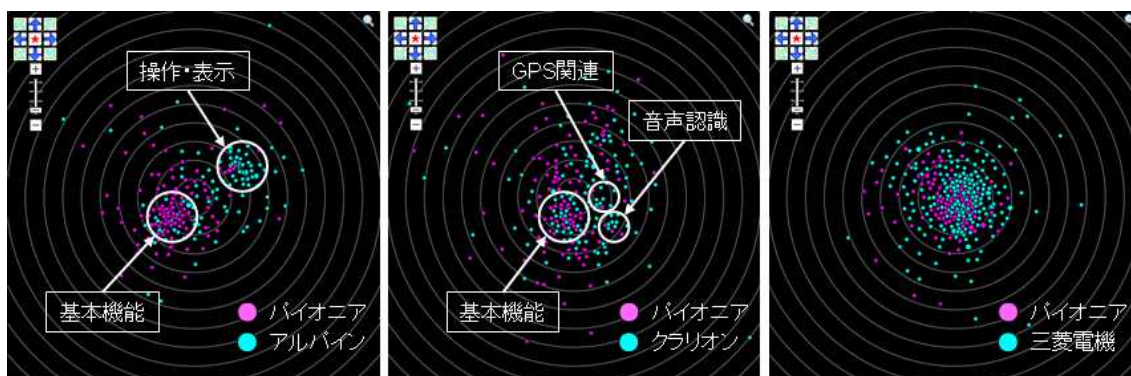 操作・表示
基本機能
パイオニア
アルパイン
GPS関連
音声認識
基本機能
パイオニア
クラリオン
パイオニア
三菱電機